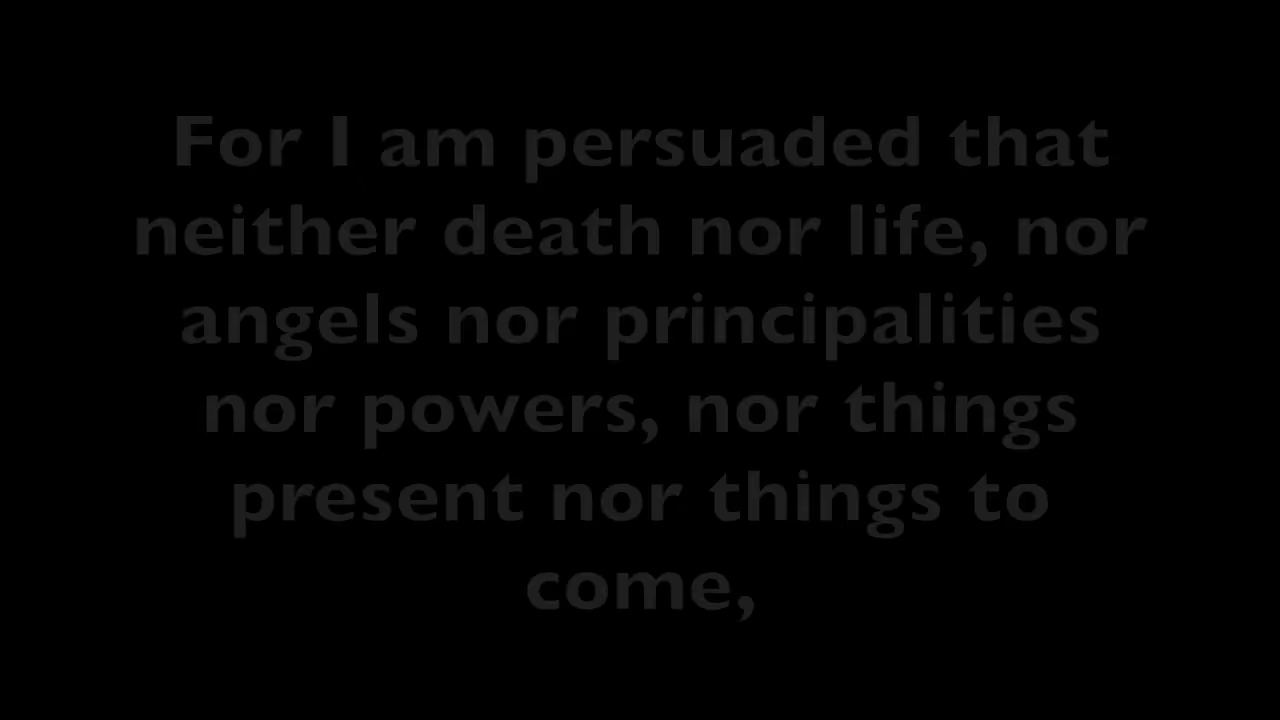 For I am persuaded that
neither death nor life, nor
angels nor principalities
nor powers, nor things
present nor things to
come,